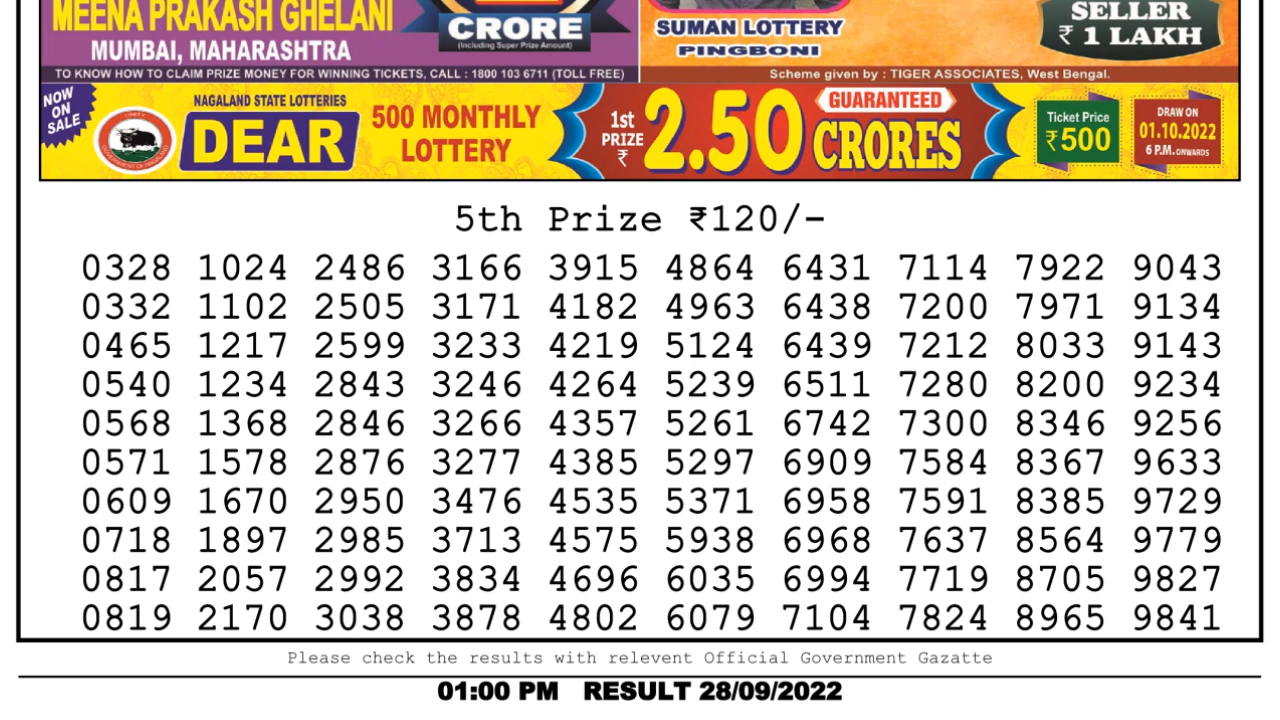 MEENA PRAKASH GHELANI
MUMBAI, MAHARASHTRA
CRORE
(Including Super Prize Amount)
SUMAN LOTTERY
PINGBONI
SELLER
₹ 1 LAKH
TO KNOW HOW TO CLAIM PRIZE MONEY FOR WINNING TICKETS, CALL : 1800 103 6711 (TOLL FREE)
Scheme given by : TIGER ASSOCIATES, West Bengal.
NOW
ON
SALE
NAGALAND STATE LOTTERIES
DEAR
500 MONTHLY
LOTTERY
1st
PRIZE
₹
2.50
GUARANTEED
CRORES
Ticket Price
₹500
DRAW ON
01.10.2022
6 P.M. ONWARDS
5th Prize ₹120/-
0328 1024 2486 3166 3915 4864 6431 7114 7922 9043
0332 1102 2505 3171 4182 4963 6438 7200 7971 9134
0465 1217 2599 3233 4219 5124 6439 7212 8033 9143
0540 1234 2843 3246 4264 5239 6511 7280 8200 9234
0568 1368 2846 3266 4357 5261 6742 7300 8346 9256
0571 1578 2876 3277 4385 5297 6909 7584 8367 9633
0609 1670 2950 3476 4535 5371 6958 7591 8385 9729
0718 1897 2985 3713 4575 5938 6968 7637 8564 9779
0817 2057 2992 3834 4696 6035 6994 7719 8705 9827
0819 2170 3038 3878 4802 6079 7104 7824 8965 9841
Please check the results with relevent Official Government Gazatte
01:00 PM RESULT 28/09/2022